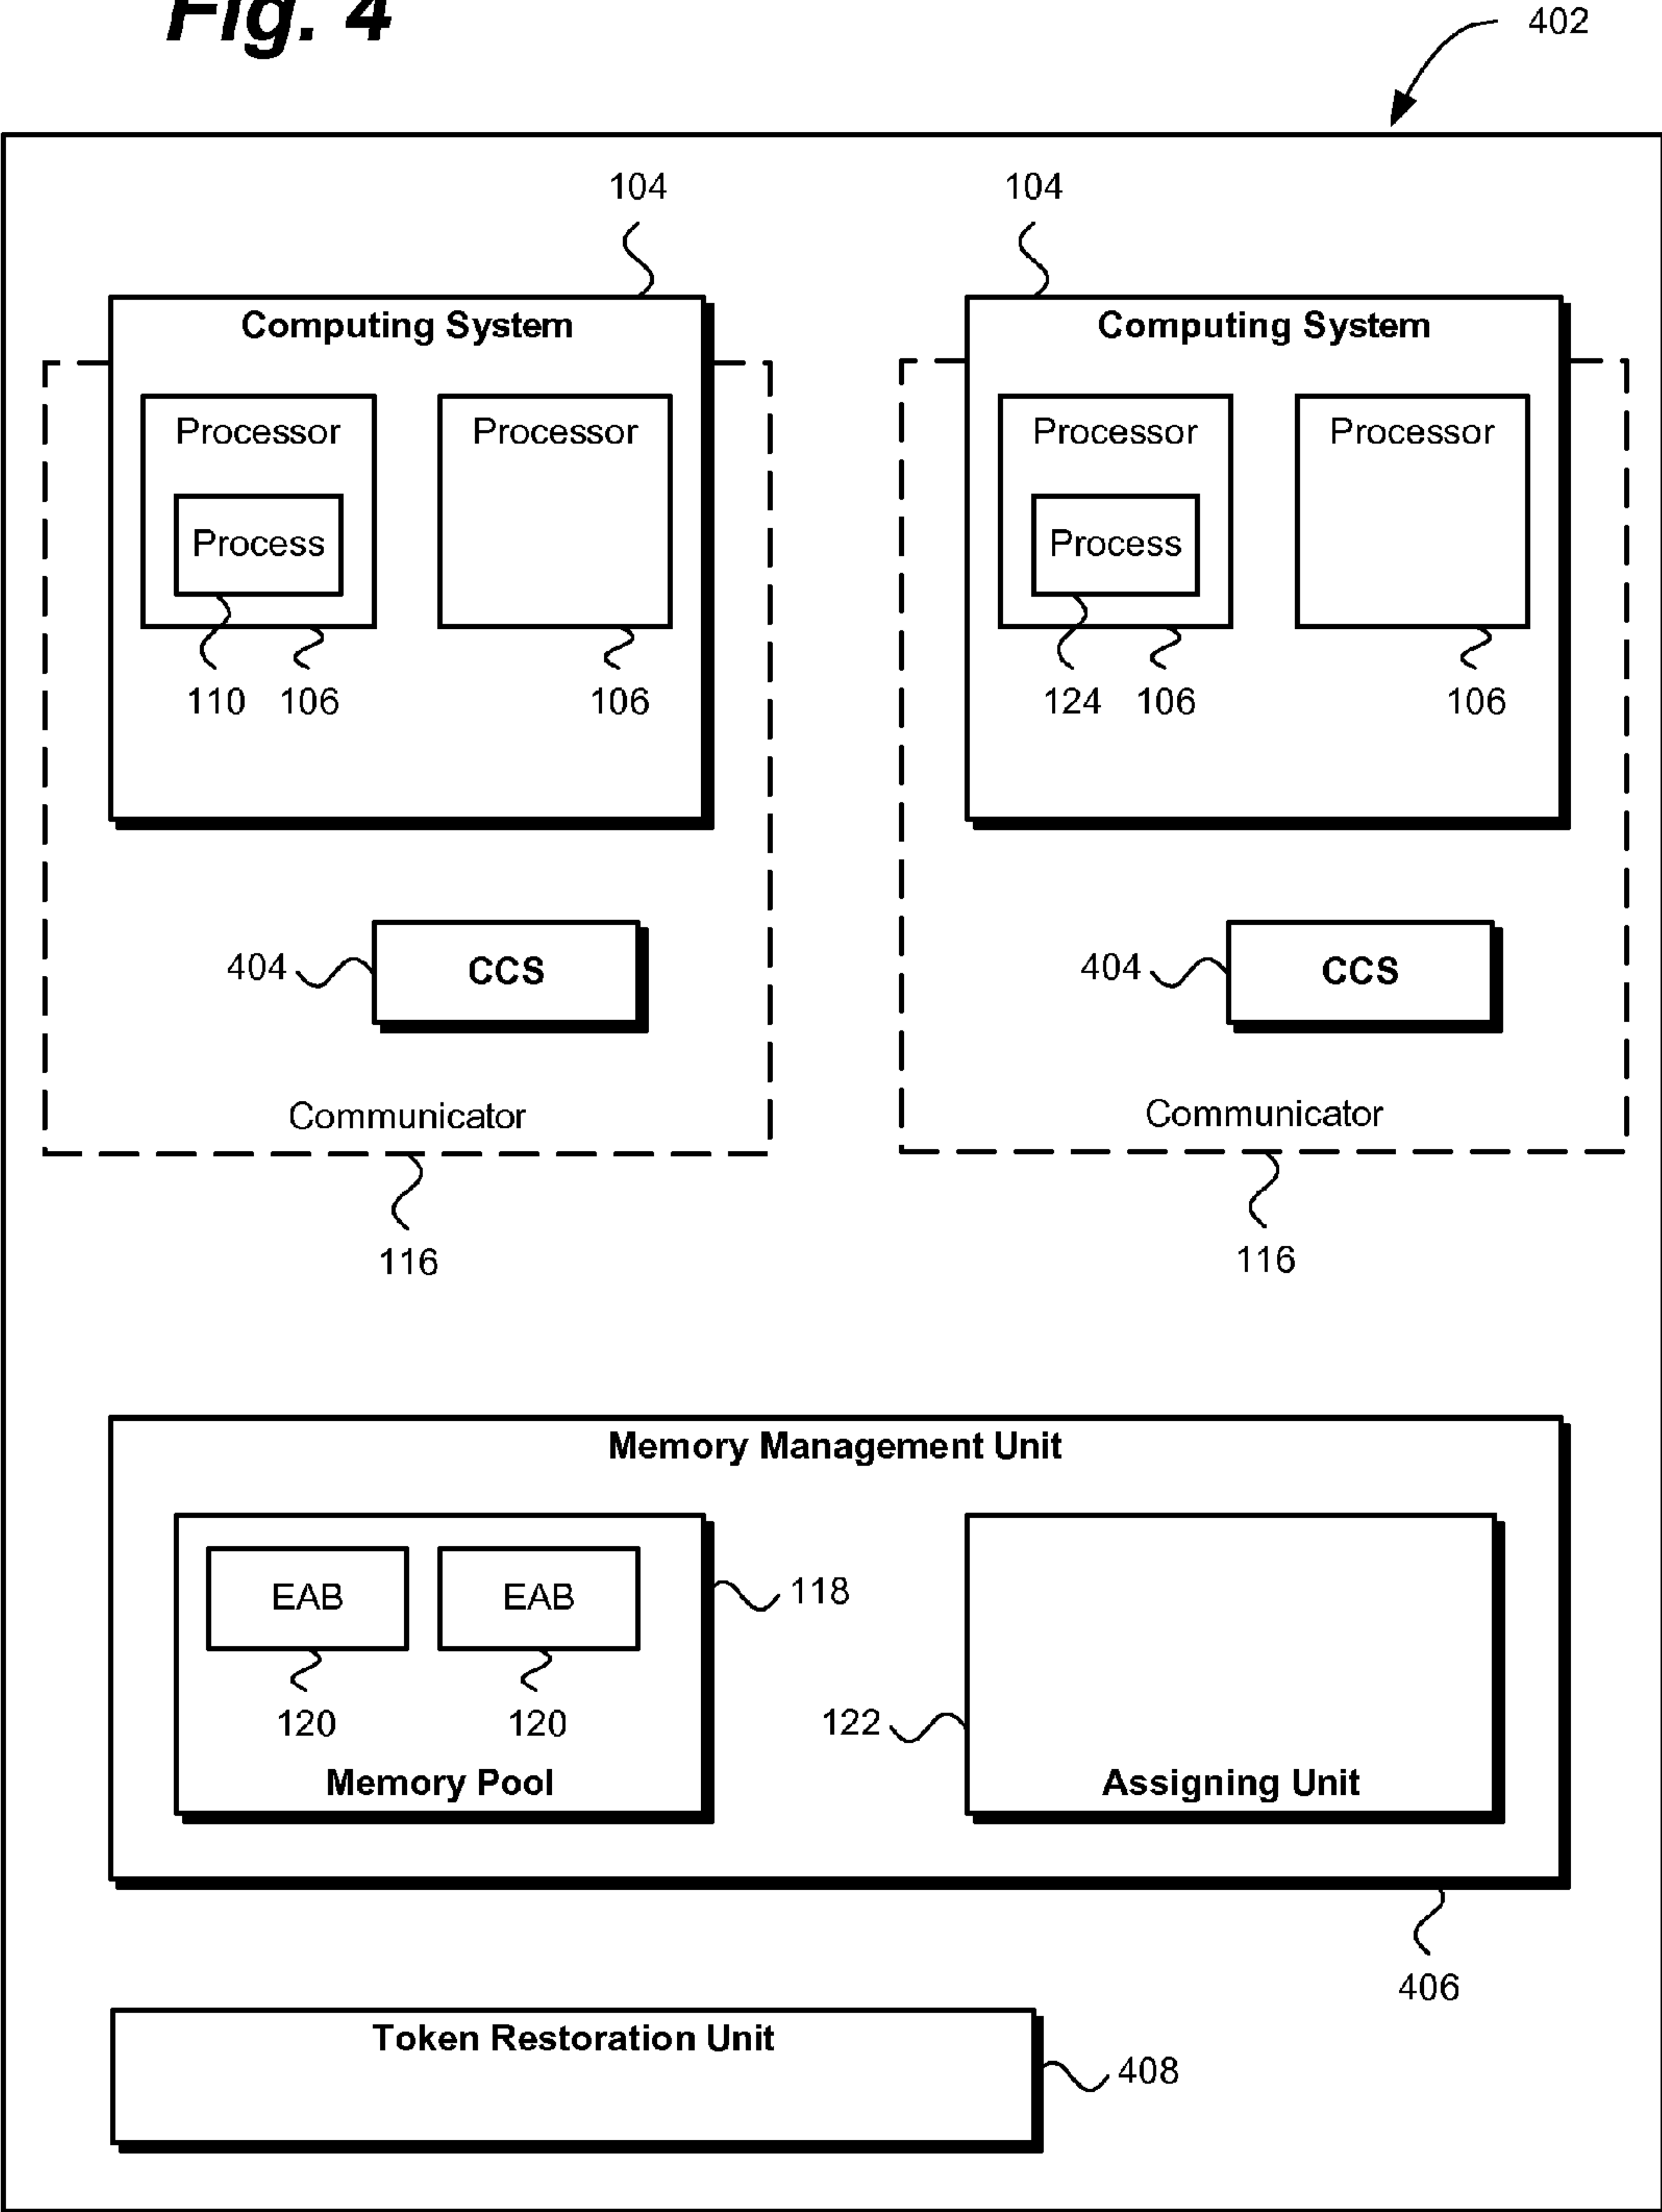 Fig. 4
402
104
104
Computing System
Computing System
Processor
Processor
Processor
Processor
Process
Process
110
106
106
124
106
106
404
CCS
404
CCS
Communicator
Communicator
116
116
Memory Management Unit
EAB
EAB
118
120
120
122
Memory Pool
Assigning Unit
406
Token Restoration Unit
408